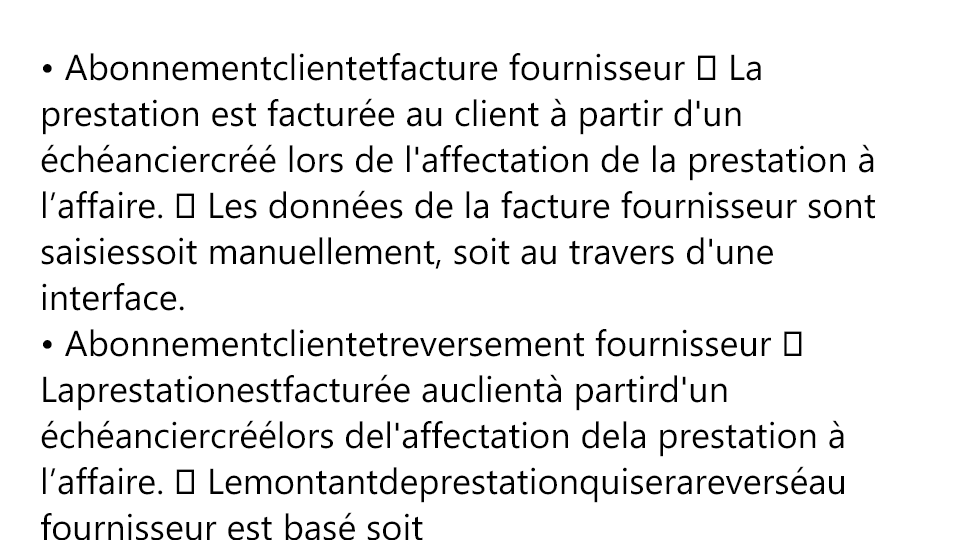 • Abonnementclientetfacture fournisseur  La
prestation est facturée au client à partir d'un
échéanciercréé lors de l'affectation de la prestation à
l’affaire.  Les données de la facture fournisseur sont
saisiessoit manuellement, soit au travers d'une
interface.
• Abonnementclientetreversement fournisseur 
Laprestationestfacturée auclientà partird'un
échéanciercréélors del'affectation dela prestation à
l’affaire.  Lemontantdeprestationquiserareverséau
fournisseur est basé soit